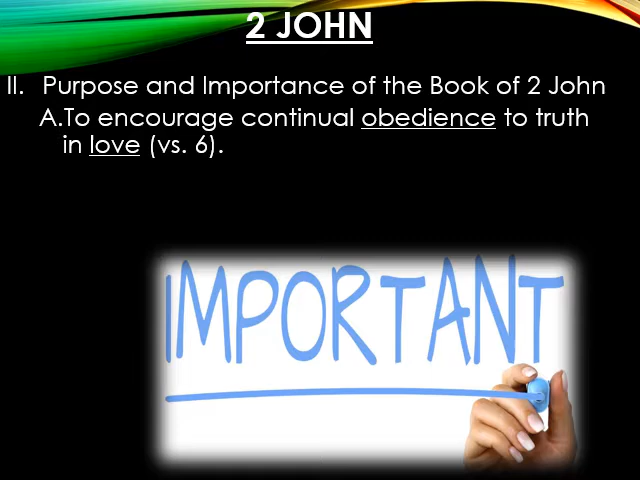 2 JOHN
II. Purpose and Importance of the Book of 2 John
A.To encourage continual obedience to truth
in love (vs. 6).
IMPORTANT